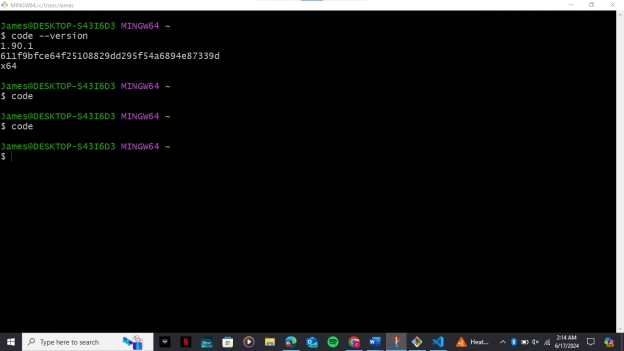 MINGW64:/c/Users/James
James@DESKTOP-S43I6D3 MINGW64 ~
$ code --version
1.90.1
611f9bfce64f25108829dd295f54a6894e87339d
x64
James@DESKTOP-S43I6D3 MINGW64 ~
$ code
James@DESKTOP-S43I6D3 MINGW64 ~
$ code
James@DESKTOP-S43I6D3 MINGW64 ~
$
Type here to search
Heat...
2:14 AM
6/17/2024